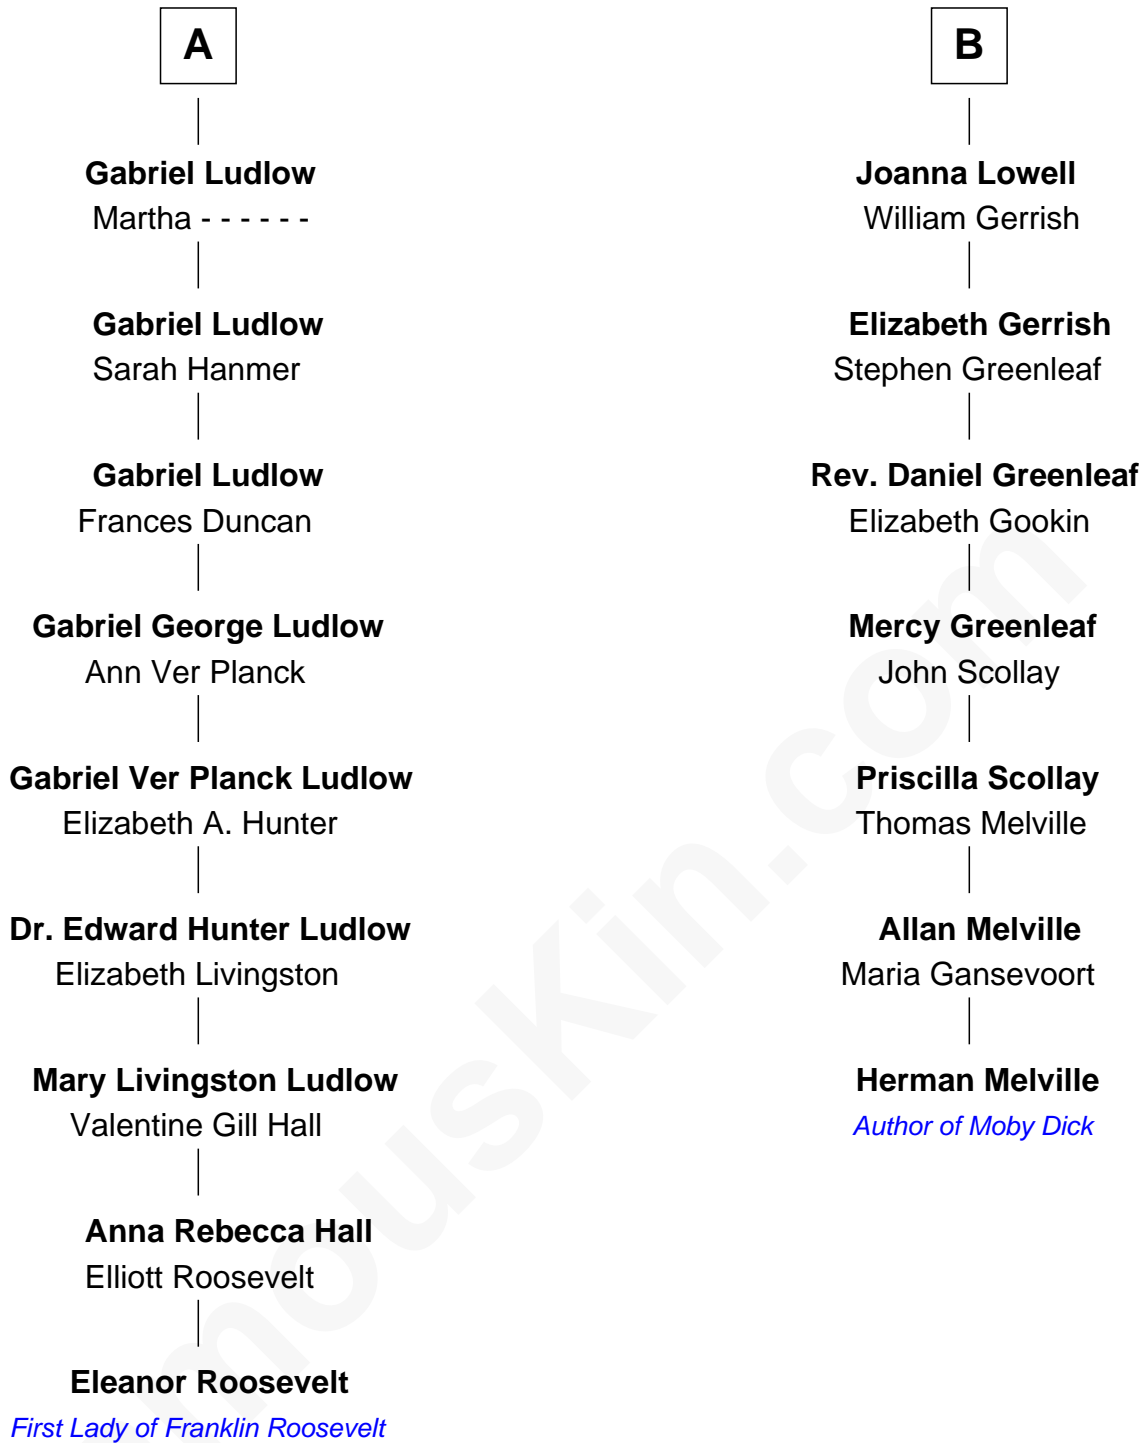 A
Gabriel Ludlow
Martha - - - - - -
Gabriel Ludlow
Sarah Hanmer
Gabriel Ludlow
Frances Duncan
Gabriel George Ludlow
Ann Ver Planck
Gabriel Ver Planck Ludlow
Elizabeth A. Hunter
Dr. Edward Hunter Ludlow
Elizabeth Livingston
Mary Livingston Ludlow
Valentine Gill Hall
Anna Rebecca Hall
Elliott Roosevelt
Eleanor Roosevelt
First Lady of Franklin Roosevelt
B
Joanna Lowell
William Gerrish
Elizabeth Gerrish
Stephen Greenleaf
Rev. Daniel Greenleaf
Elizabeth Gookin
Mercy Greenleaf
John Scollay
Priscilla Scollay
Thomas Melville
Allan Melville
Maria Gansevoort
Herman Melville
Author of Moby Dick
mousKin.com